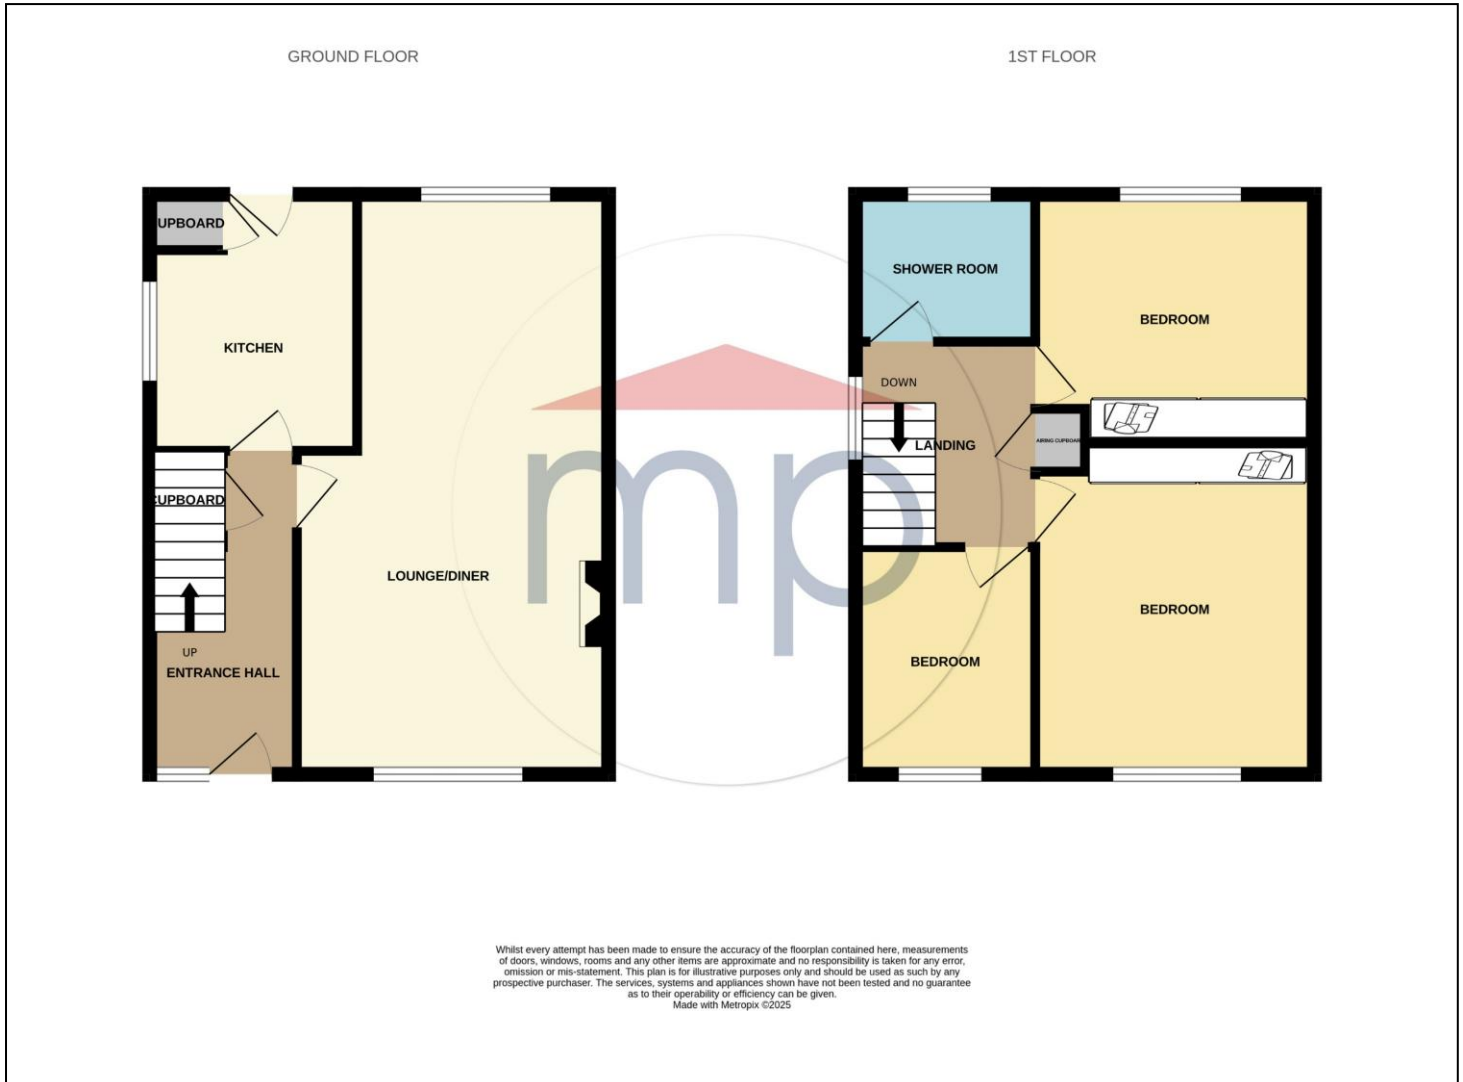 GROUND FLOOR
1ST FLOOR
UPBOARD
KITCHEN
CUPBOARD
LOUNGE/DINER
UP
ENTRANCE HALL
SHOWER ROOM
BEDROOM
DOWN
LANDING
AIRING CUPBOARD
BEDROOM
BEDROOM
mp
Whilst every attempt has been made to ensure the accuracy of the floorplan contained here, measurements
of doors, windows, rooms and any other items are approximate and no responsibility is taken for any error,
omission or mis-statement. This plan is for illustrative purposes only and should be used as such by any
prospective purchaser. The services, systems and appliances shown have not been tested and no guarantee
as to their operability or efficiency can be given.
Made with Metropix ©2025